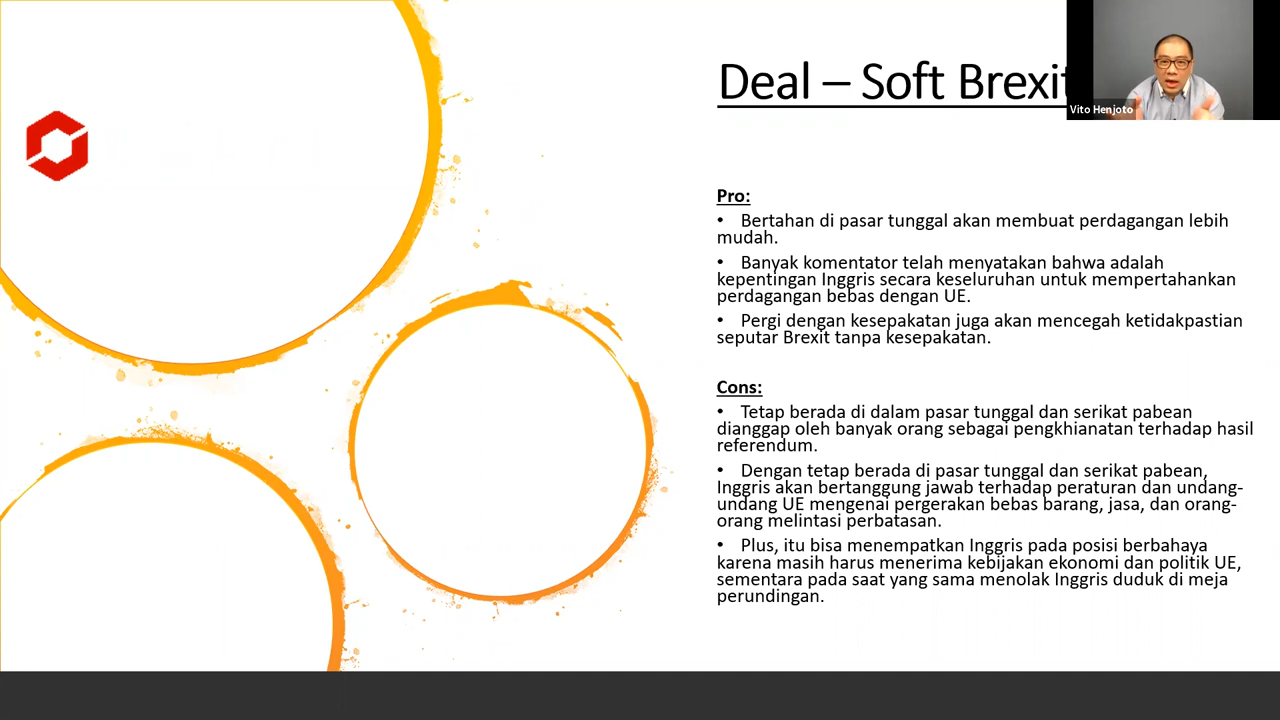 Deal – Soft Brexit
Vito Henjoto
Pro:
• Bertahan di pasar tunggal akan membuat perdagangan lebih
mudah.
• Banyak komentator telah menyatakan bahwa adalah
kepentingan Inggris secara keseluruhan untuk mempertahankan
perdagangan bebas dengan UE.
• Pergi dengan kesepakatan juga akan mencegah ketidakpastian
seputar Brexit tanpa kesepakatan.
Cons:
• Tetap berada di dalam pasar tunggal dan serikat pabean
dianggap oleh banyak orang sebagai pengkhianatan terhadap hasil
referendum.
• Dengan tetap berada di pasar tunggal dan serikat pabean,
Inggris akan bertanggung jawab terhadap peraturan dan undang-
undang UE mengenai pergerakan bebas barang, jasa, dan orang-
orang melintasi perbatasan.
• Plus, itu bisa menempatkan Inggris pada posisi berbahaya
karena masih harus menerima kebijakan ekonomi dan politik UE,
sementara pada saat yang sama menolak Inggris duduk di meja
perundingan.